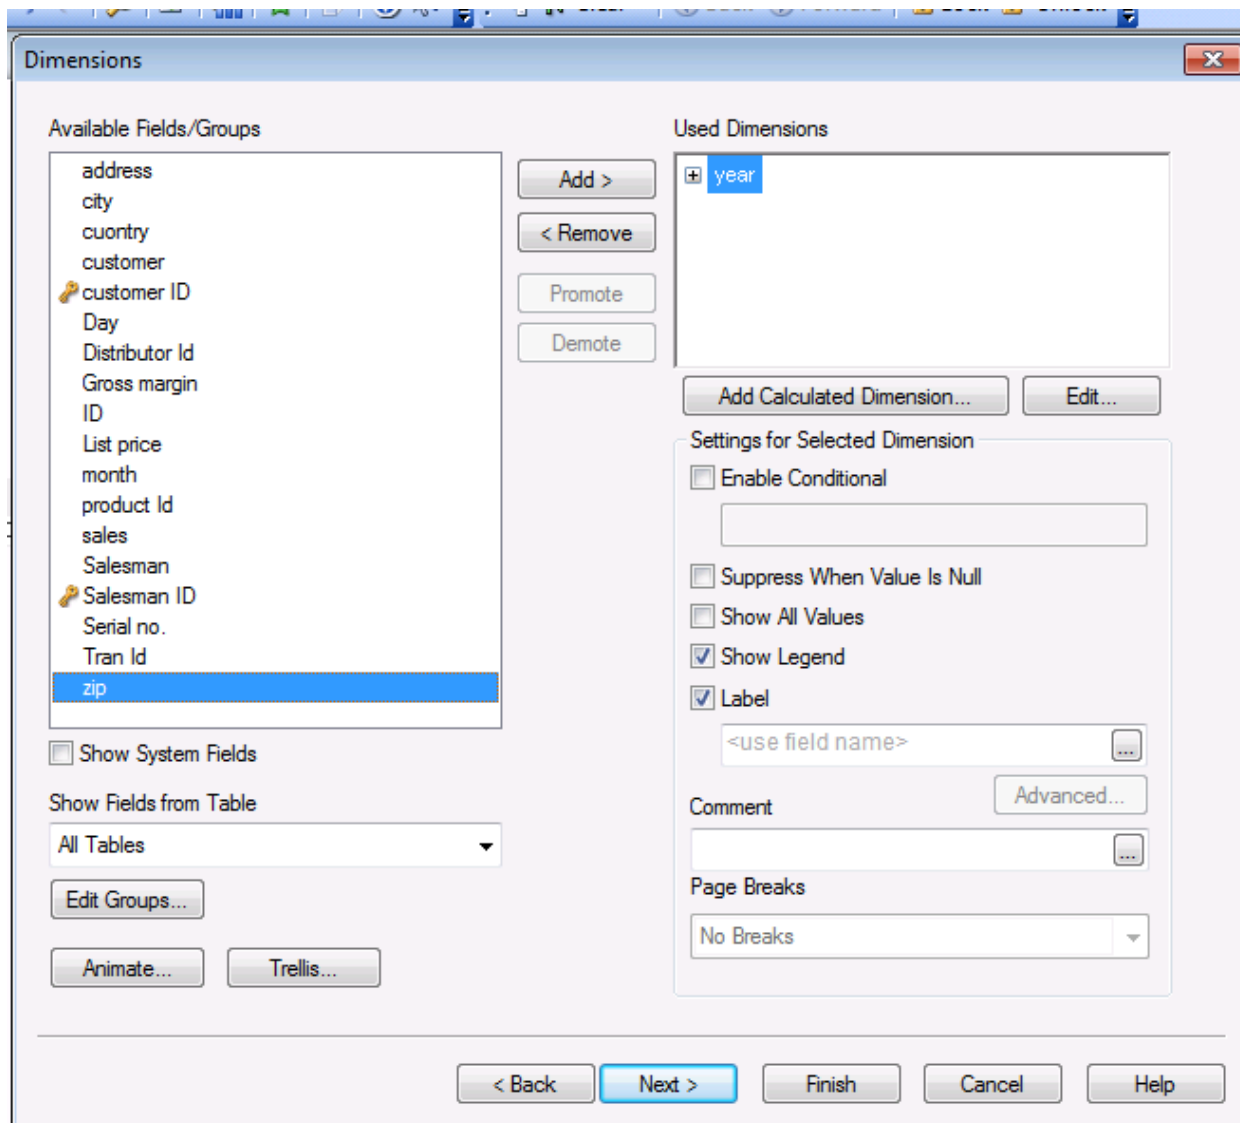 Dimensions
Available Fields/Groups
address
city
cuontry
customer
customer ID
Day
Distributor Id
Gross margin
ID
List price
month
product Id
sales
Salesman
Salesman ID
Serial no.
Tran Id
zip
Show System Fields
Show Fields from Table
All Tables
Edit Groups...
Animate...
Trellis...
Add >
< Remove
Promote
Demote
Used Dimensions
year
Add Calculated Dimension...
Edit...
Settings for Selected Dimension
Enable Conditional
Suppress When Value Is Null
Show All Values
Show Legend
Label
<use field name>
...
Advanced...
Comment
...
Page Breaks
No Breaks
< Back
Next >
Finish
Cancel
Help